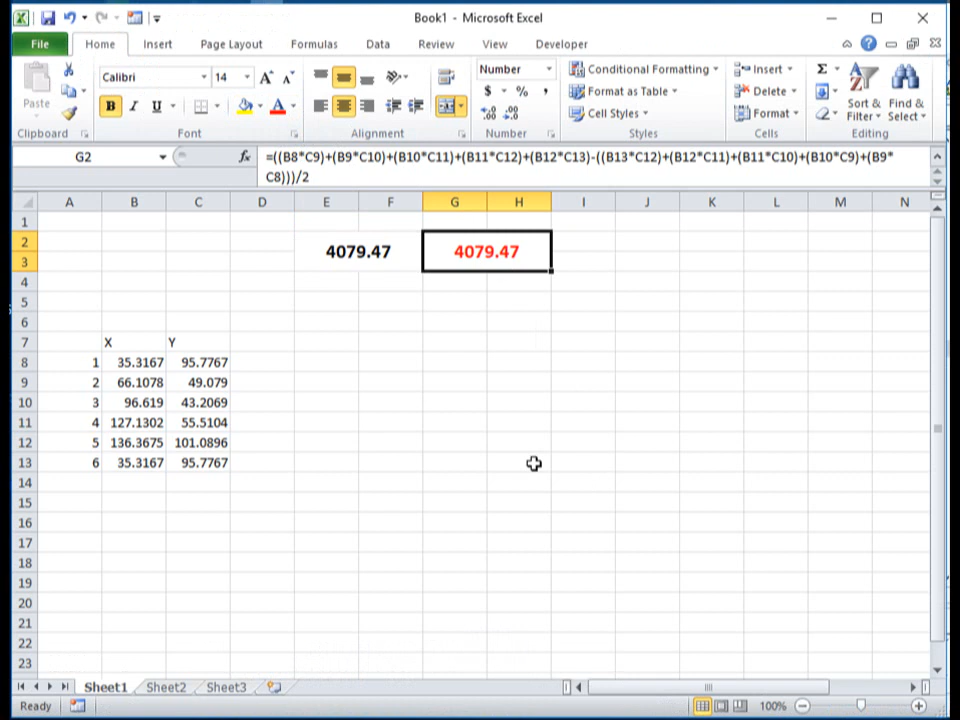 Book1 - Microsoft Excel
File Home Insert Page Layout Formulas Data Review View Developer
Calibri 14 A A Number Conditional Formatting Insert Σ
Paste B I U A $ % , Format as Table Delete Sort & Find &
Cell Styles Format Filter Select
Clipboard Font Alignment Number Styles Cells Editing
G2 fx =((B8*C9)+(B9*C10)+(B10*C11)+(B11*C12)+(B12*C13)-((B13*C12)+(B12*C11)+(B11*C10)+(B10*C9)+(B9*
C8)))/2
A B C D E F G H I J K L M N
1
2
4079.47 4079.47
3
4
5
6
7 X Y
8 1 35.3167 95.7767
9 2 66.1078 49.079
10 3 96.619 43.2069
11 4 127.1302 55.5104
12 5 136.3675 101.0896
13 6 35.3167 95.7767
14
15
16
17
18
19
20
21
22
23
Sheet1 Sheet2 Sheet3
Ready 100%